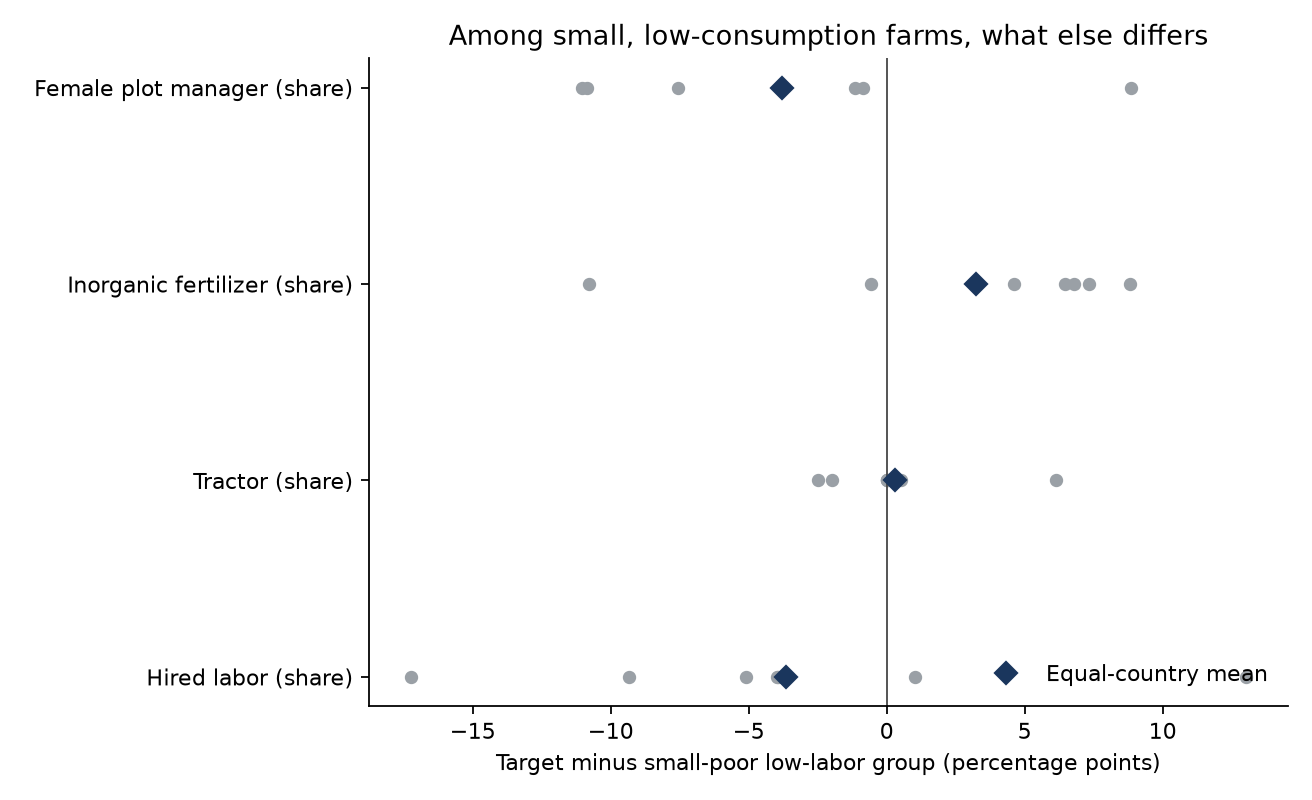 Among small, low-consumption farms, what else differs
Female plot manager (share)
Inorganic fertilizer (share)
Tractor (share)
Hired labor (share)
Equal-country mean
−15
−10
−5
0
5
10
Target minus small-poor low-labor group (percentage points)